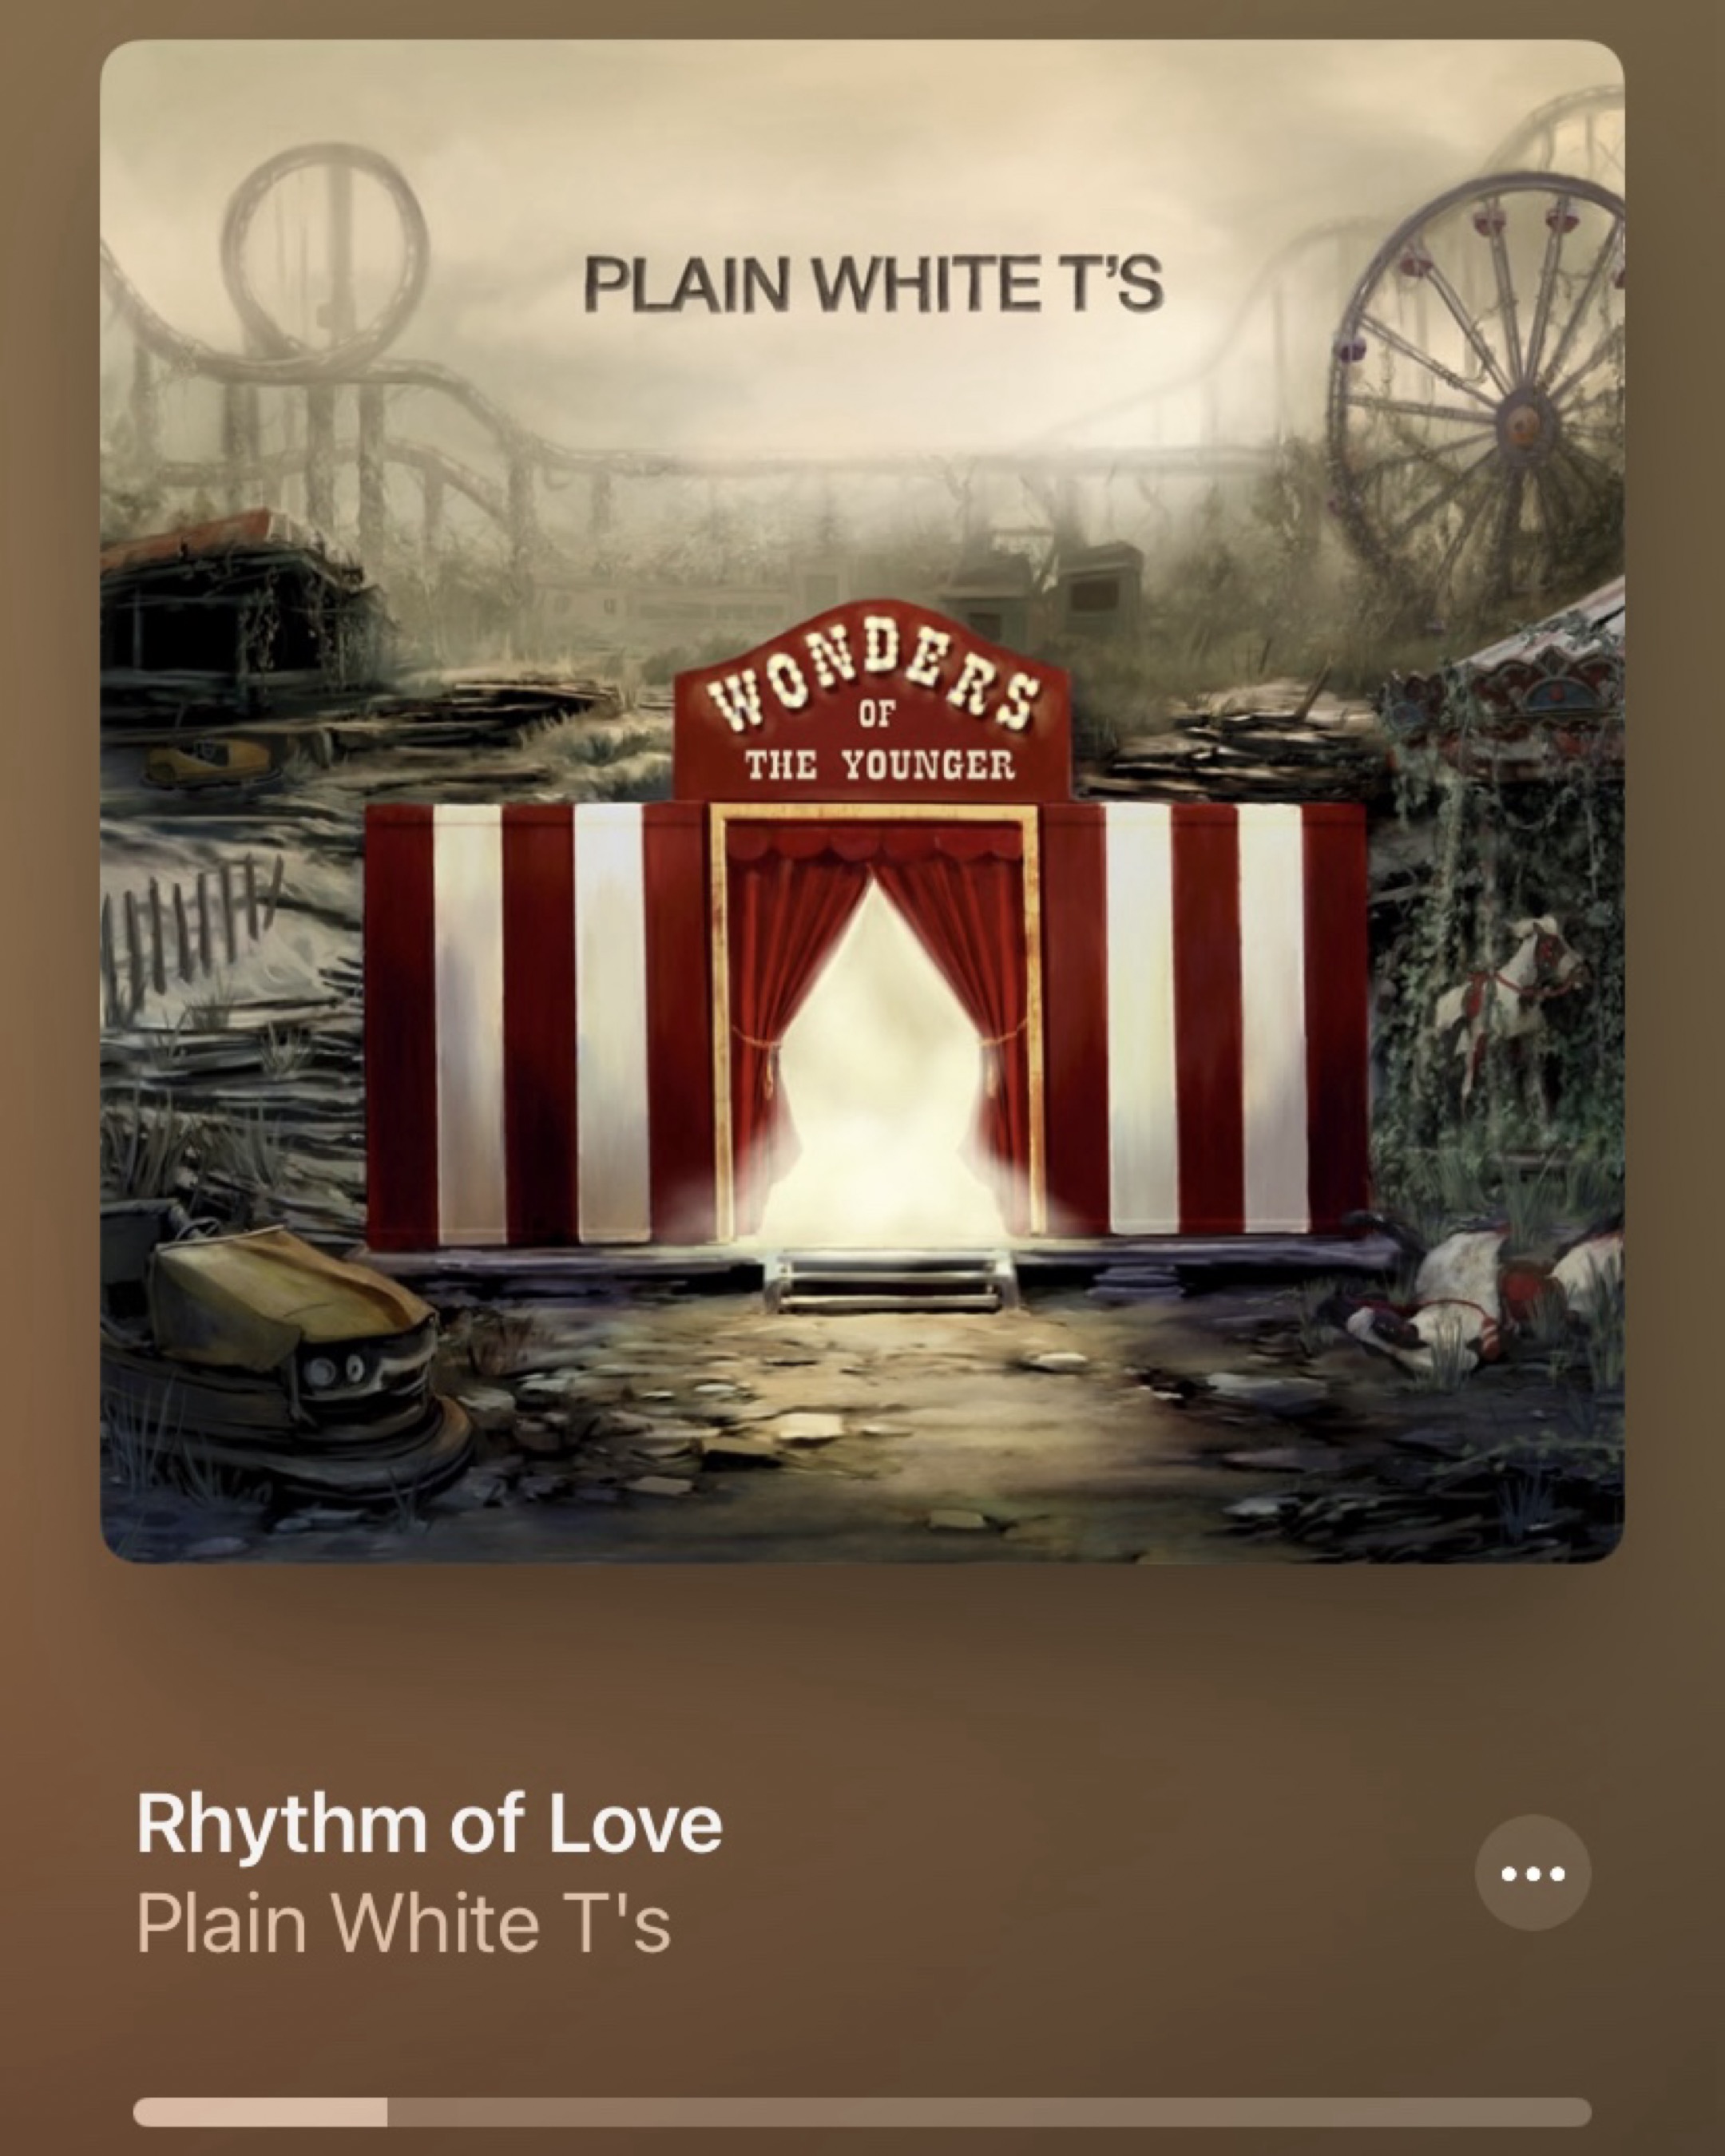 PLAIN WHITE T'S
WONDERS
OF
THE YOUNGER
Rhythm of Love
Plain White T's